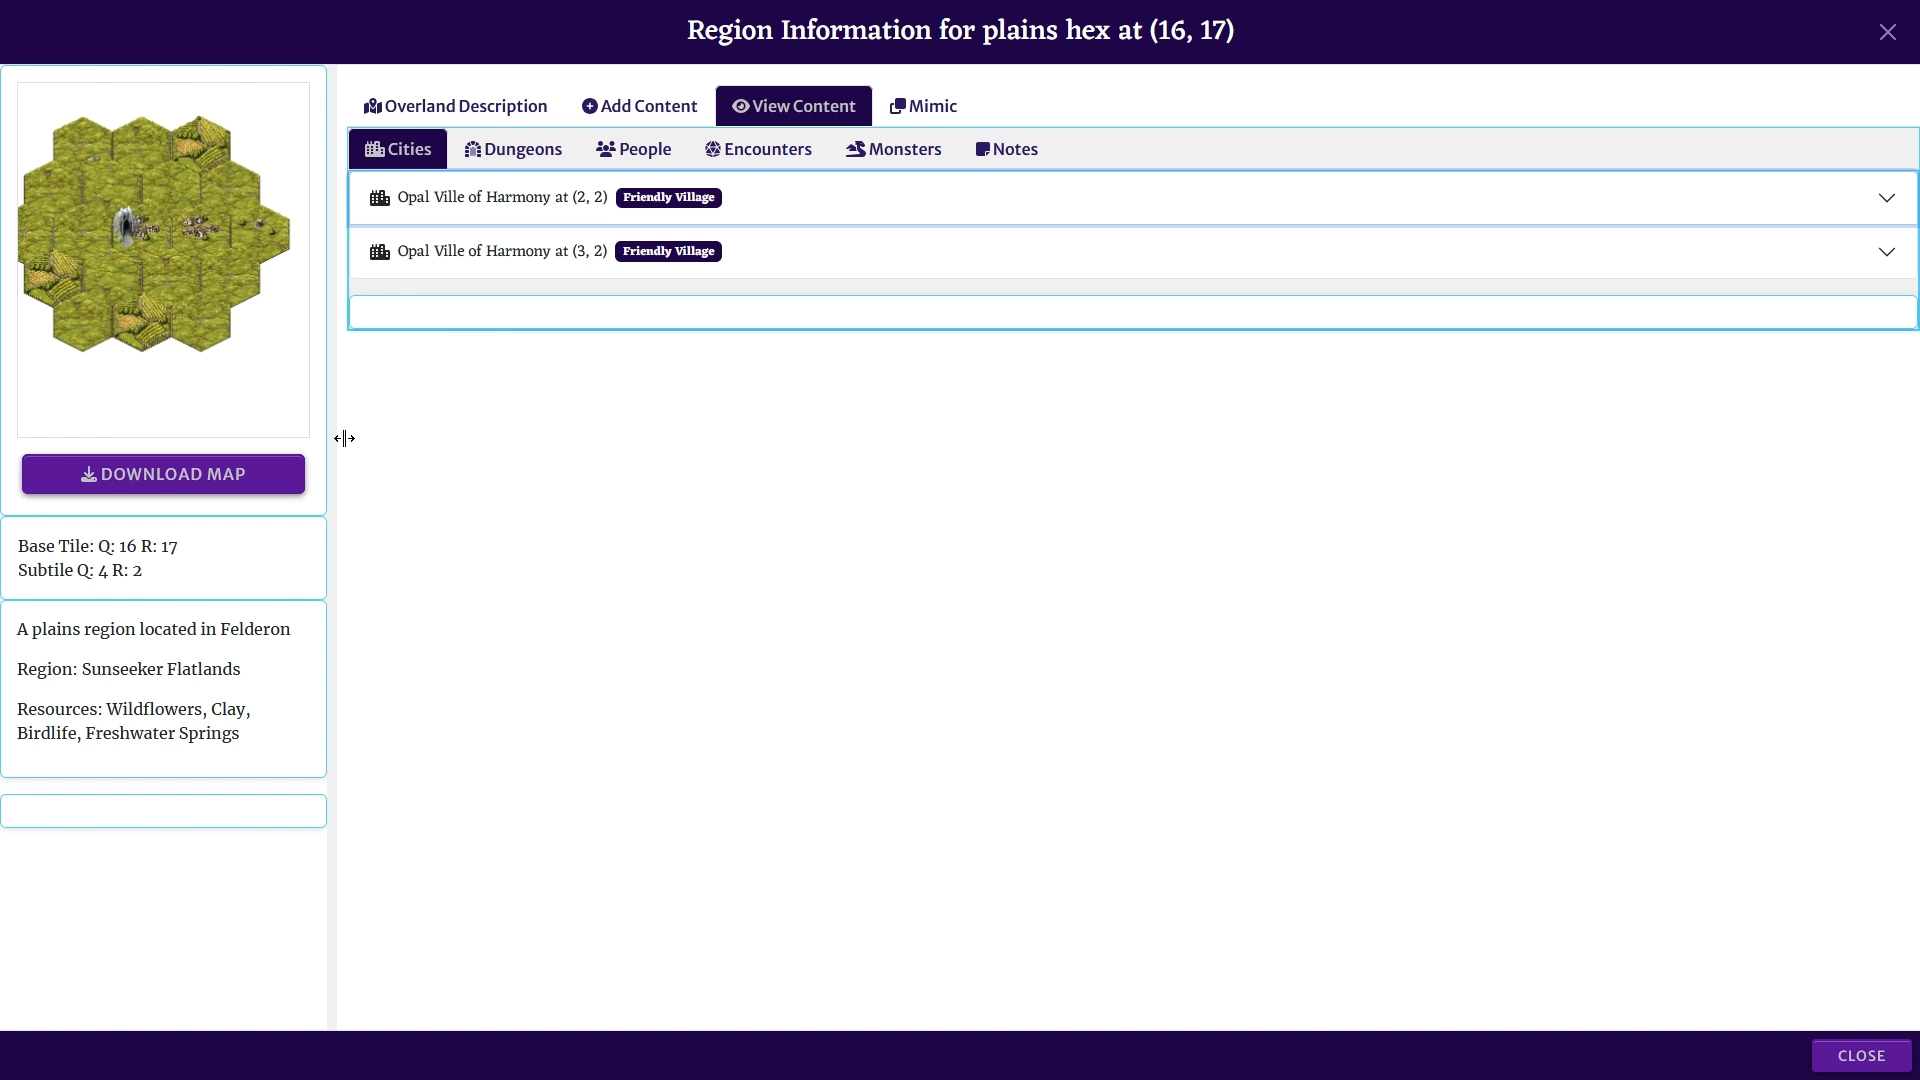 Region Information for plains hex at (16, 17)
Overland Description Add Content View Content Mimic
Cities Dungeons People Encounters Monsters Notes
Opal Ville of Harmony at (2, 2) Friendly Village
Opal Ville of Harmony at (3, 2) Friendly Village
DOWNLOAD MAP
Base Tile: Q: 16 R: 17
Subtile Q: 4 R: 2
A plains region located in Felderon
Region: Sunseeker Flatlands
Resources: Wildflowers, Clay,
Birdlife, Freshwater Springs
CLOSE